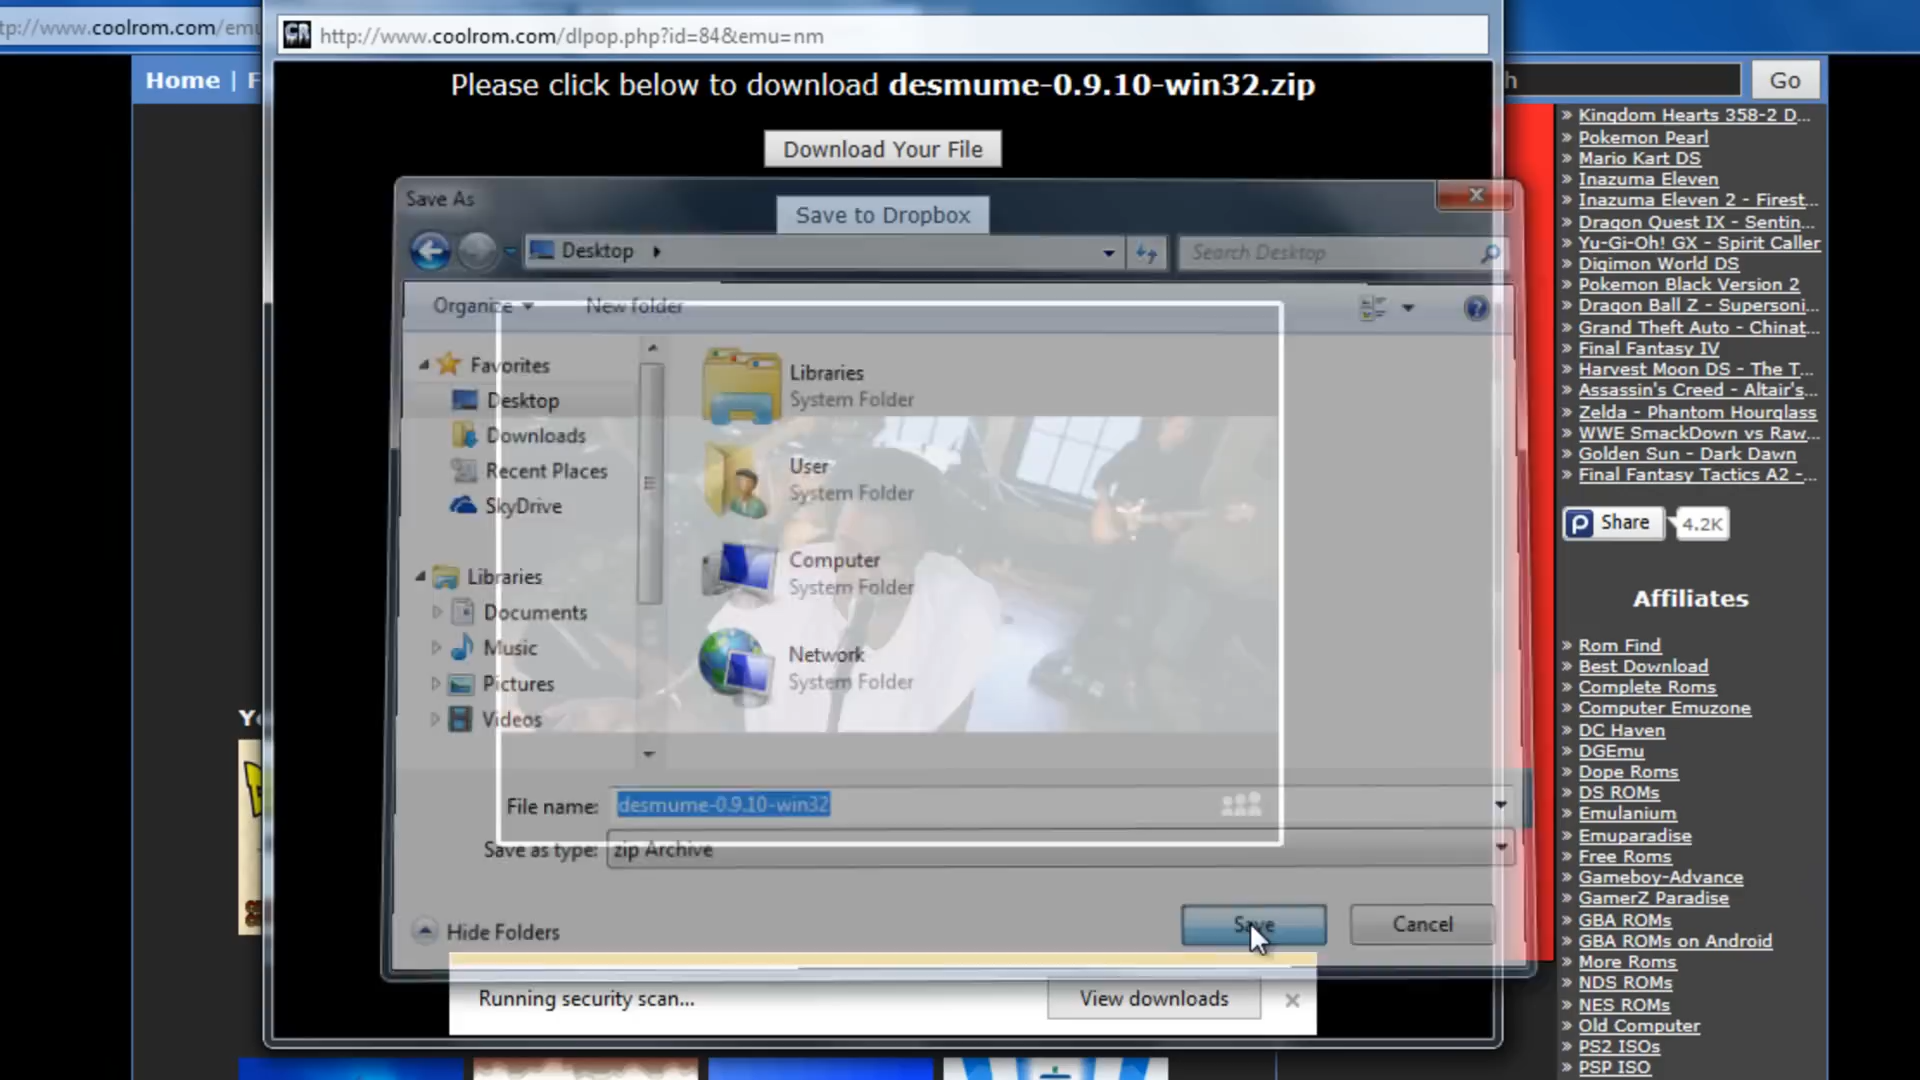 tp://www.coolrom.com/emu
CR
http://www.coolrom.com/dlpop.php?id=84&emu=nm
Home | F
Go
Please click below to download desmume-0.9.10-win32.zip
Download Your File
Save As
Save to Dropbox
Desktop
Search Desktop
Organize
New folder
Favorites
Desktop
Downloads
Recent Places
SkyDrive
Libraries
Documents
Music
Pictures
Videos
Libraries
System Folder
User
System Folder
Computer
System Folder
Network
System Folder
File name:
desmume-0.9.10-win32
Save as type:
zip Archive
Hide Folders
Save
Cancel
Running security scan...
View downloads
» Kingdom Hearts 358-2 D...
» Pokemon Pearl
» Mario Kart DS
» Inazuma Eleven
» Inazuma Eleven 2 - Firest...
» Dragon Quest IX - Sentin...
» Yu-Gi-Oh! GX - Spirit Caller
» Digimon World DS
» Pokemon Black Version 2
» Dragon Ball Z - Supersoni...
» Grand Theft Auto - Chinat...
» Final Fantasy IV
» Harvest Moon DS - The T...
» Assassin's Creed - Altair's...
» Zelda - Phantom Hourglass
» WWE SmackDown vs Raw...
» Golden Sun - Dark Dawn
» Final Fantasy Tactics A2 -...
Share
4.2K
Affiliates
» Rom Find
» Best Download
» Complete Roms
» Computer Emuzone
» DC Haven
» DGEmu
» Dope Roms
» DS ROMs
» Emulanium
» Emuparadise
» Free Roms
» Gameboy-Advance
» GamerZ Paradise
» GBA ROMs
» GBA ROMs on Android
» More Roms
» NDS ROMs
» NES ROMs
» Old Computer
» PS2 ISOs
» PSP ISO